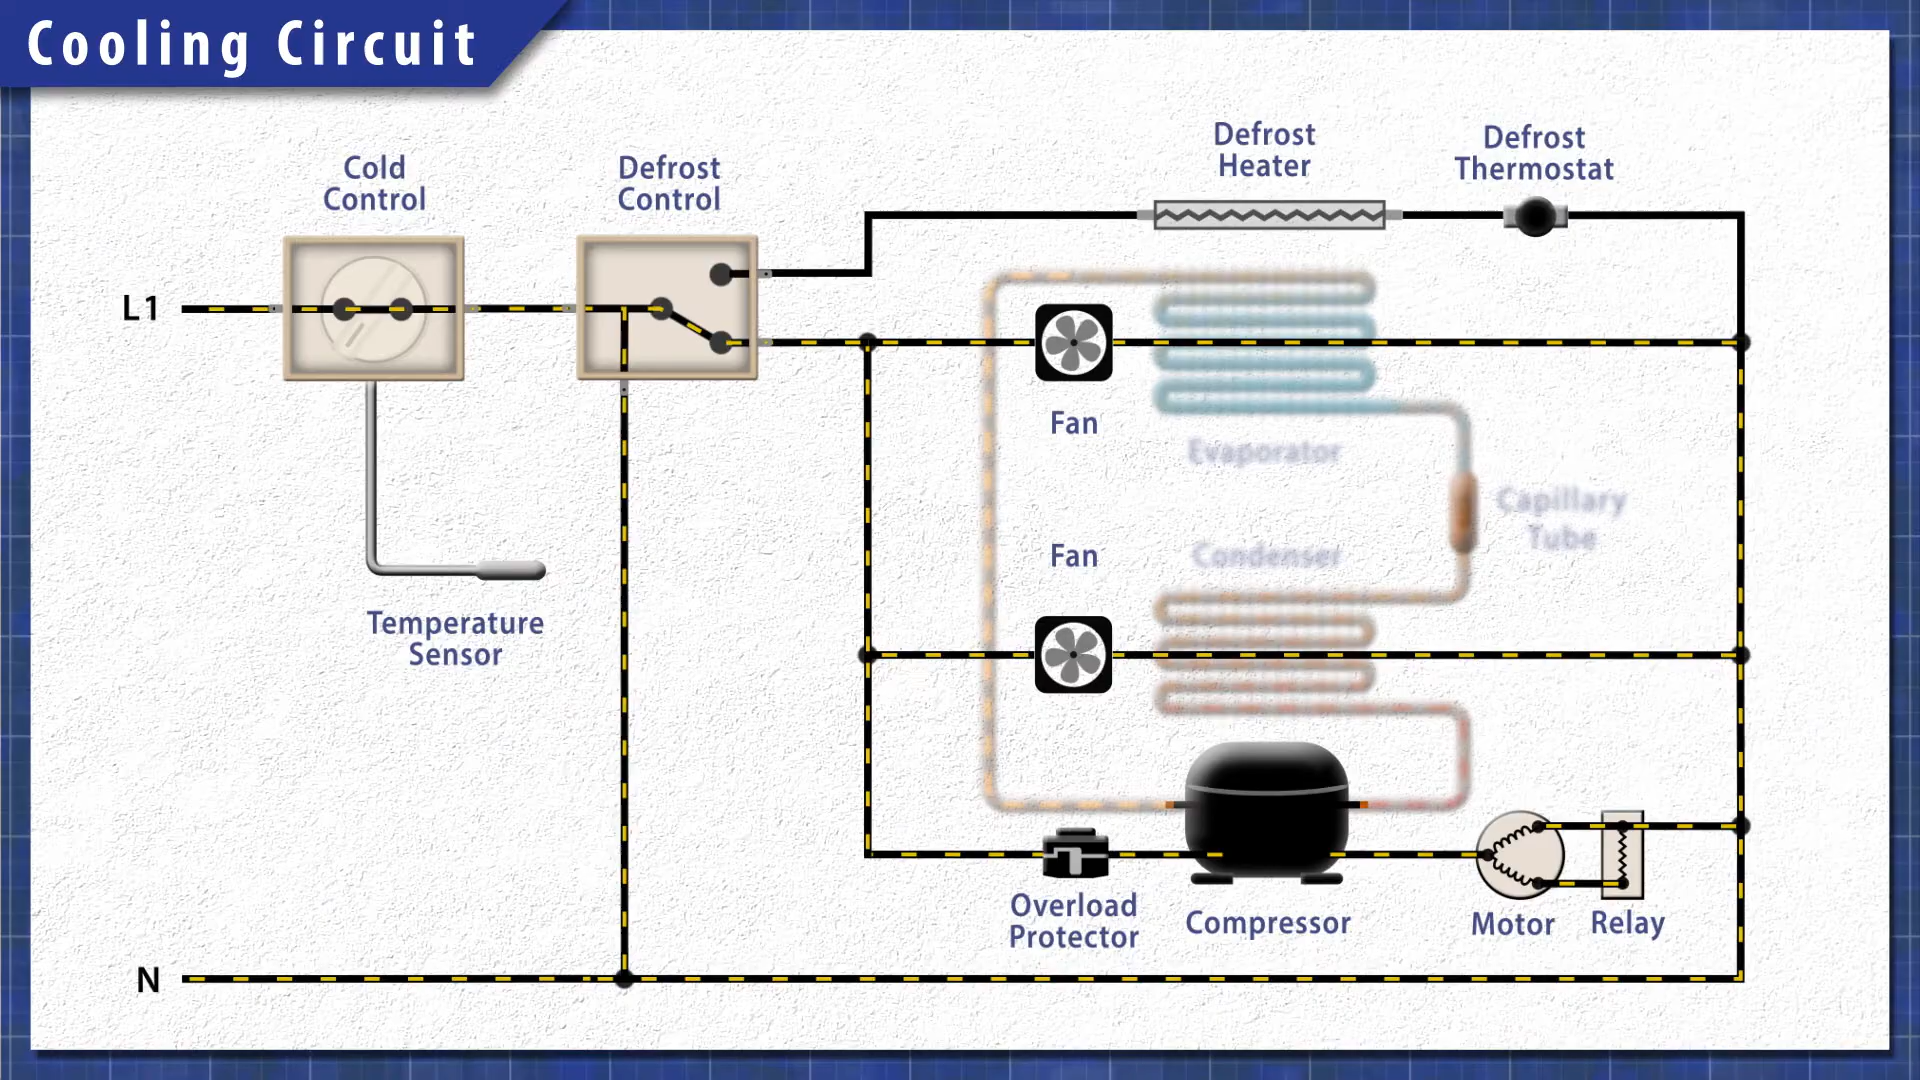 Cooling Circuit
Defrost
Heater
Defrost
Thermostat
Cold
Control
Defrost
Control
L1
Fan
Evaporator
Capillary
Tube
Fan
Condenser
Temperature
Sensor
Overload
Protector
Compressor
Motor
Relay
N